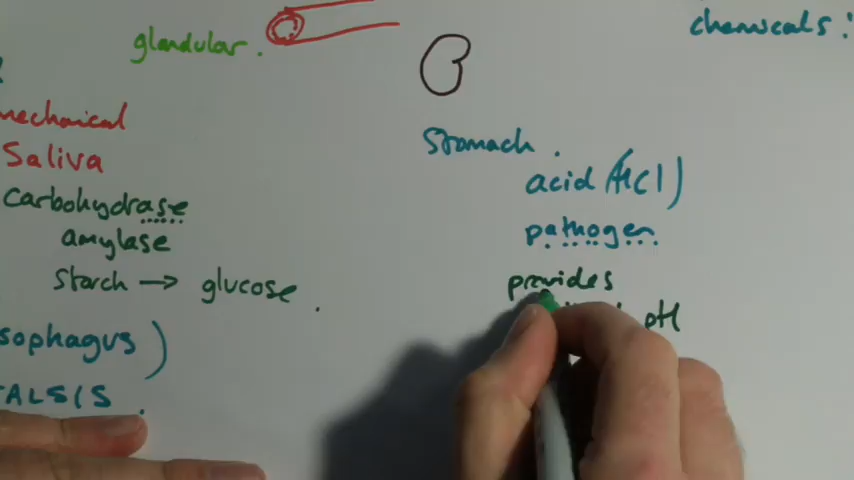 glandular.
mechanical
Saliva
carbohydrase
amylase
starch → glucose.
sophagus)
ALSIS.
chemicals:
stomach.
acid (HCl)
pathogen
provides
pH